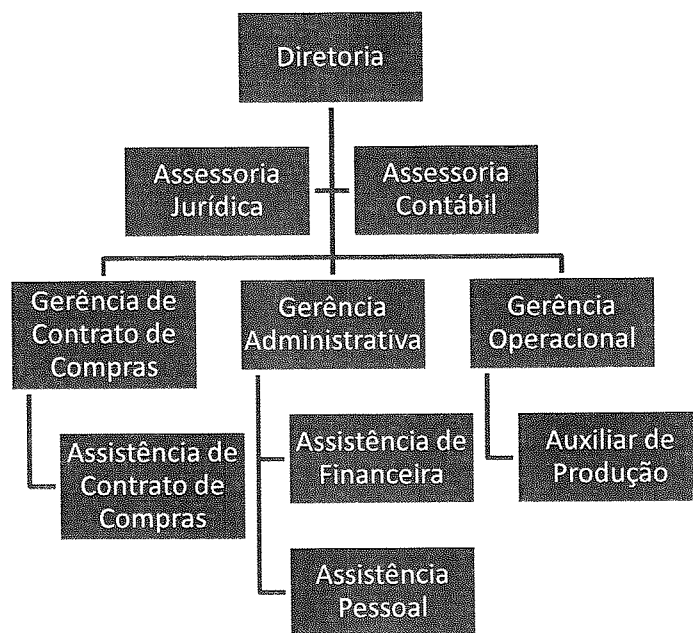 Diretoria
Assessoria
Jurídica
Assessoria
Contábil
Gerência de
Contrato de
Compras
Gerência
Administrativa
Gerência
Operacional
Assistência de
Contrato de
Compras
Assistência de
Financeira
Auxiliar de
Produção
Assistência
Pessoal